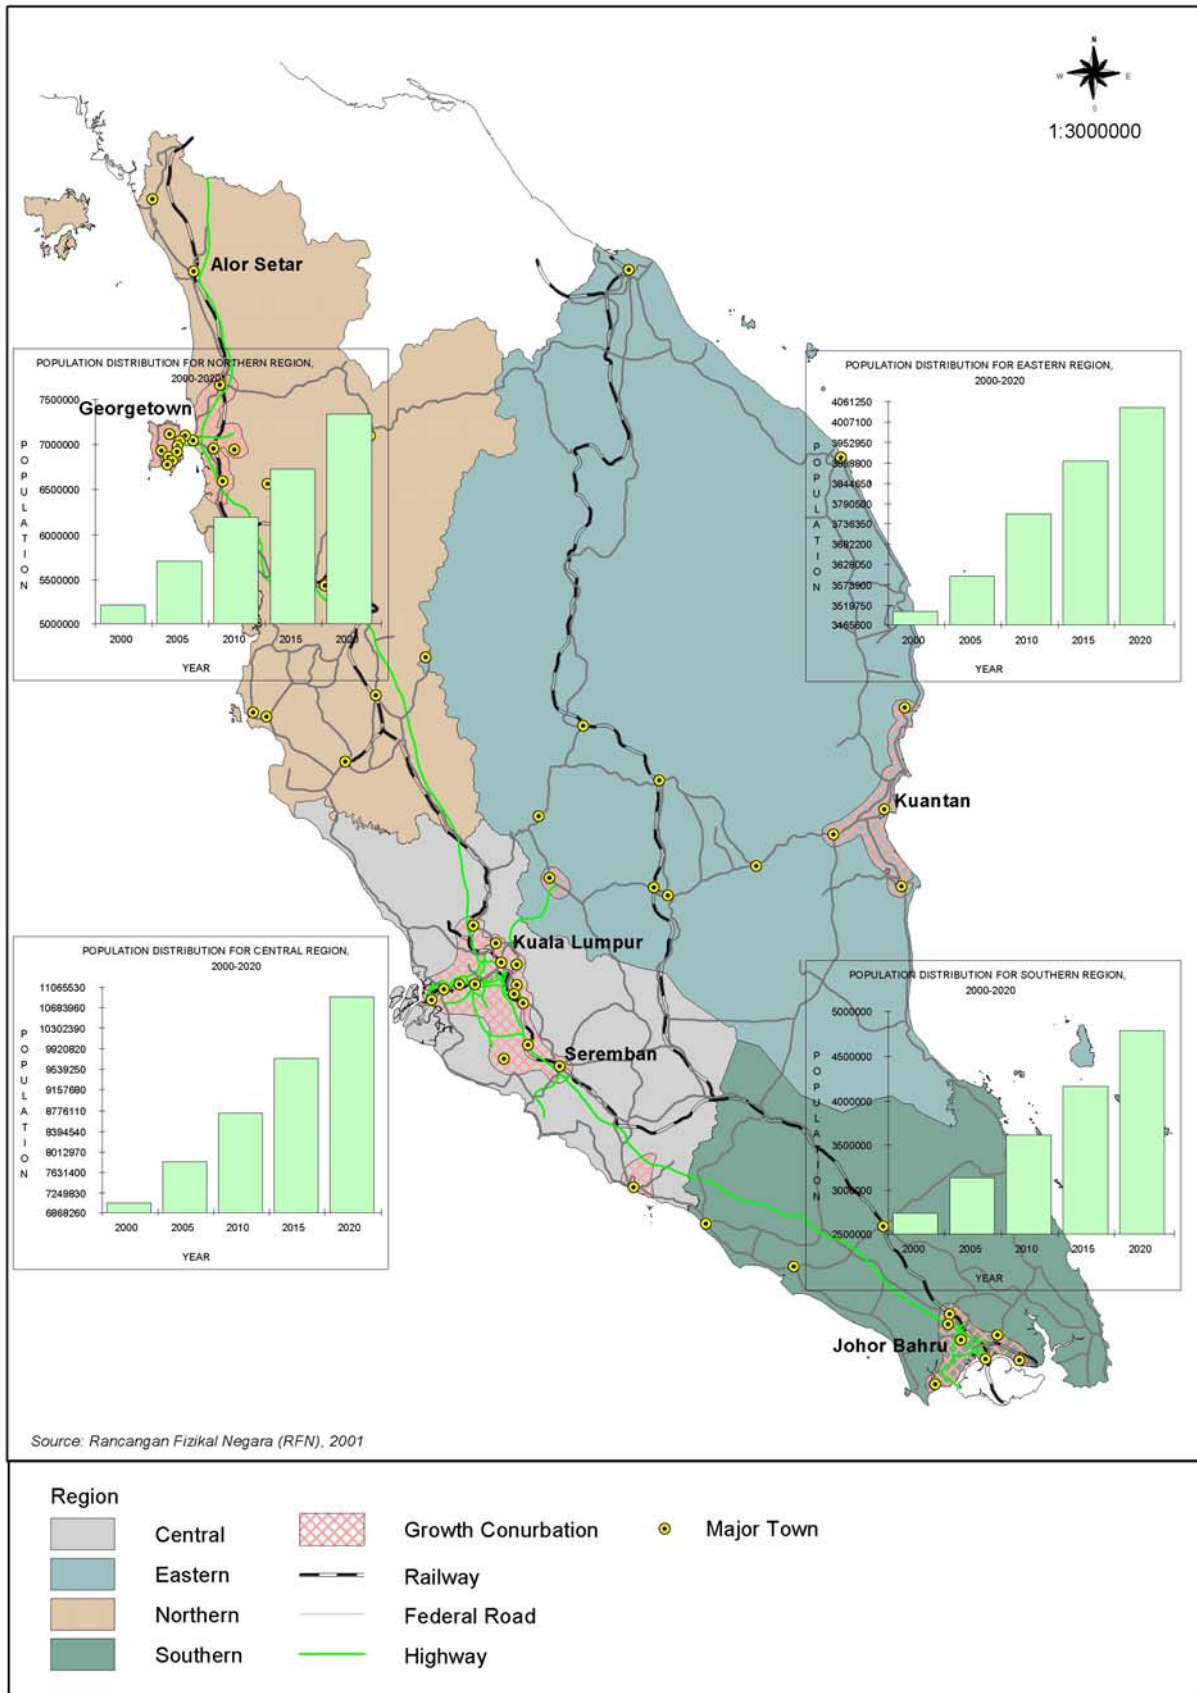 N
W
E
S
1:3000000
Alor Setar
POPULATION DISTRIBUTION FOR NORTHERN REGION,
2000-2020
7500000
7000000
6500000
6000000
5500000
5000000
POPULATION
2000 2005 2010 2015 2020
YEAR
Georgetown
POPULATION DISTRIBUTION FOR EASTERN REGION,
2000-2020
4061250
4007100
3952950
3898800
3844650
3790500
3736350
3682200
3628050
3573900
3519750
3465600
POPULATION
2000 2005 2010 2015 2020
YEAR
Kuantan
Kuala Lumpur
POPULATION DISTRIBUTION FOR CENTRAL REGION,
2000-2020
11065530
10683960
10302390
9920820
9539250
9157680
8776110
8394540
8012970
7631400
7249830
6868260
POPULATION
2000 2005 2010 2015 2020
YEAR
Seremban
POPULATION DISTRIBUTION FOR SOUTHERN REGION,
2000-2020
5000000
4500000
4000000
3500000
3000000
2500000
POPULATION
2000 2005 2010 2015 2020
YEAR
Johor Bahru
Source: Rancangan Fizikal Negara (RFN), 2001
Region
Central
Eastern
Northern
Southern
Growth Conurbation
Railway
Federal Road
Highway
Major Town